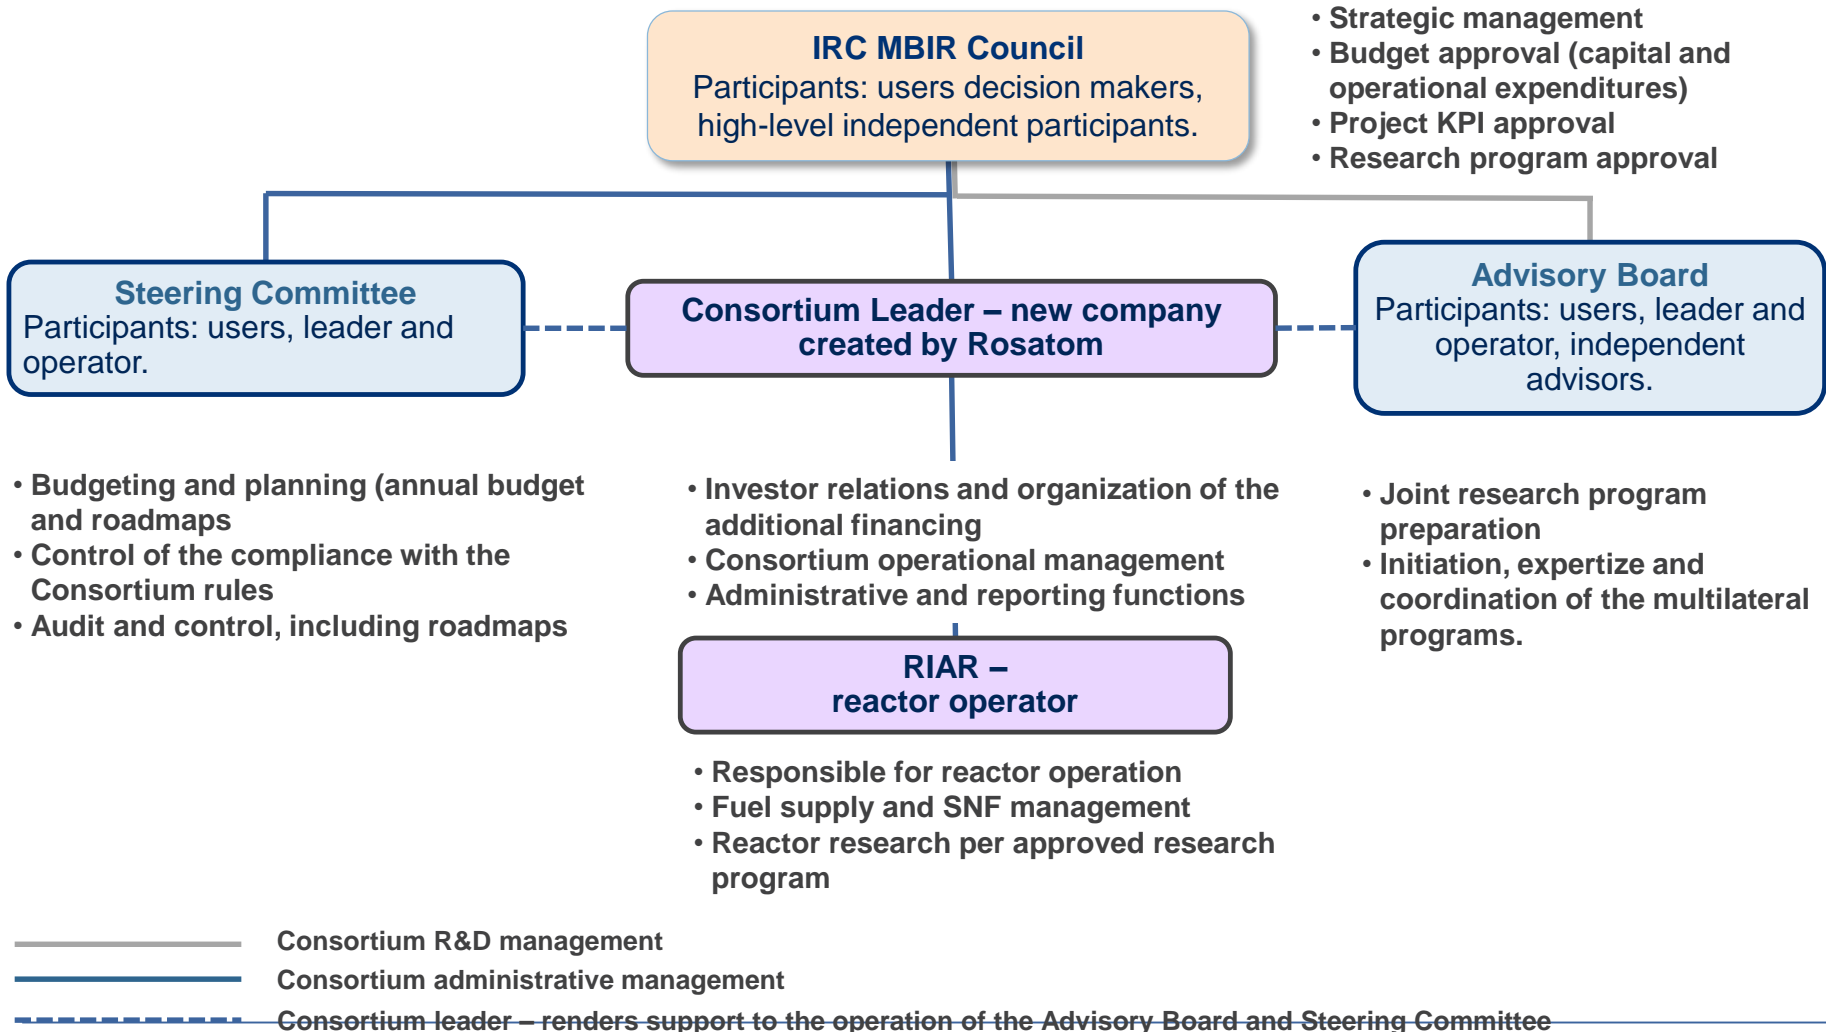 IRC MBIR Council
Participants: users decision makers,
high-level independent participants.
• Strategic management
• Budget approval (capital and
operational expenditures)
• Project KPI approval
• Research program approval
Steering Committee
Participants: users, leader and
operator.
Consortium Leader – new company
created by Rosatom
Advisory Board
Participants: users, leader and
operator, independent
advisors.
• Budgeting and planning (annual budget
and roadmaps
• Control of the compliance with the
Consortium rules
• Audit and control, including roadmaps
• Investor relations and organization of the
additional financing
• Consortium operational management
• Administrative and reporting functions
• Joint research program
preparation
• Initiation, expertize and
coordination of the multilateral
programs.
RIAR –
reactor operator
• Responsible for reactor operation
• Fuel supply and SNF management
• Reactor research per approved research
program
Consortium R&D management
Consortium administrative management
Consortium leader – renders support to the operation of the Advisory Board and Steering Committee